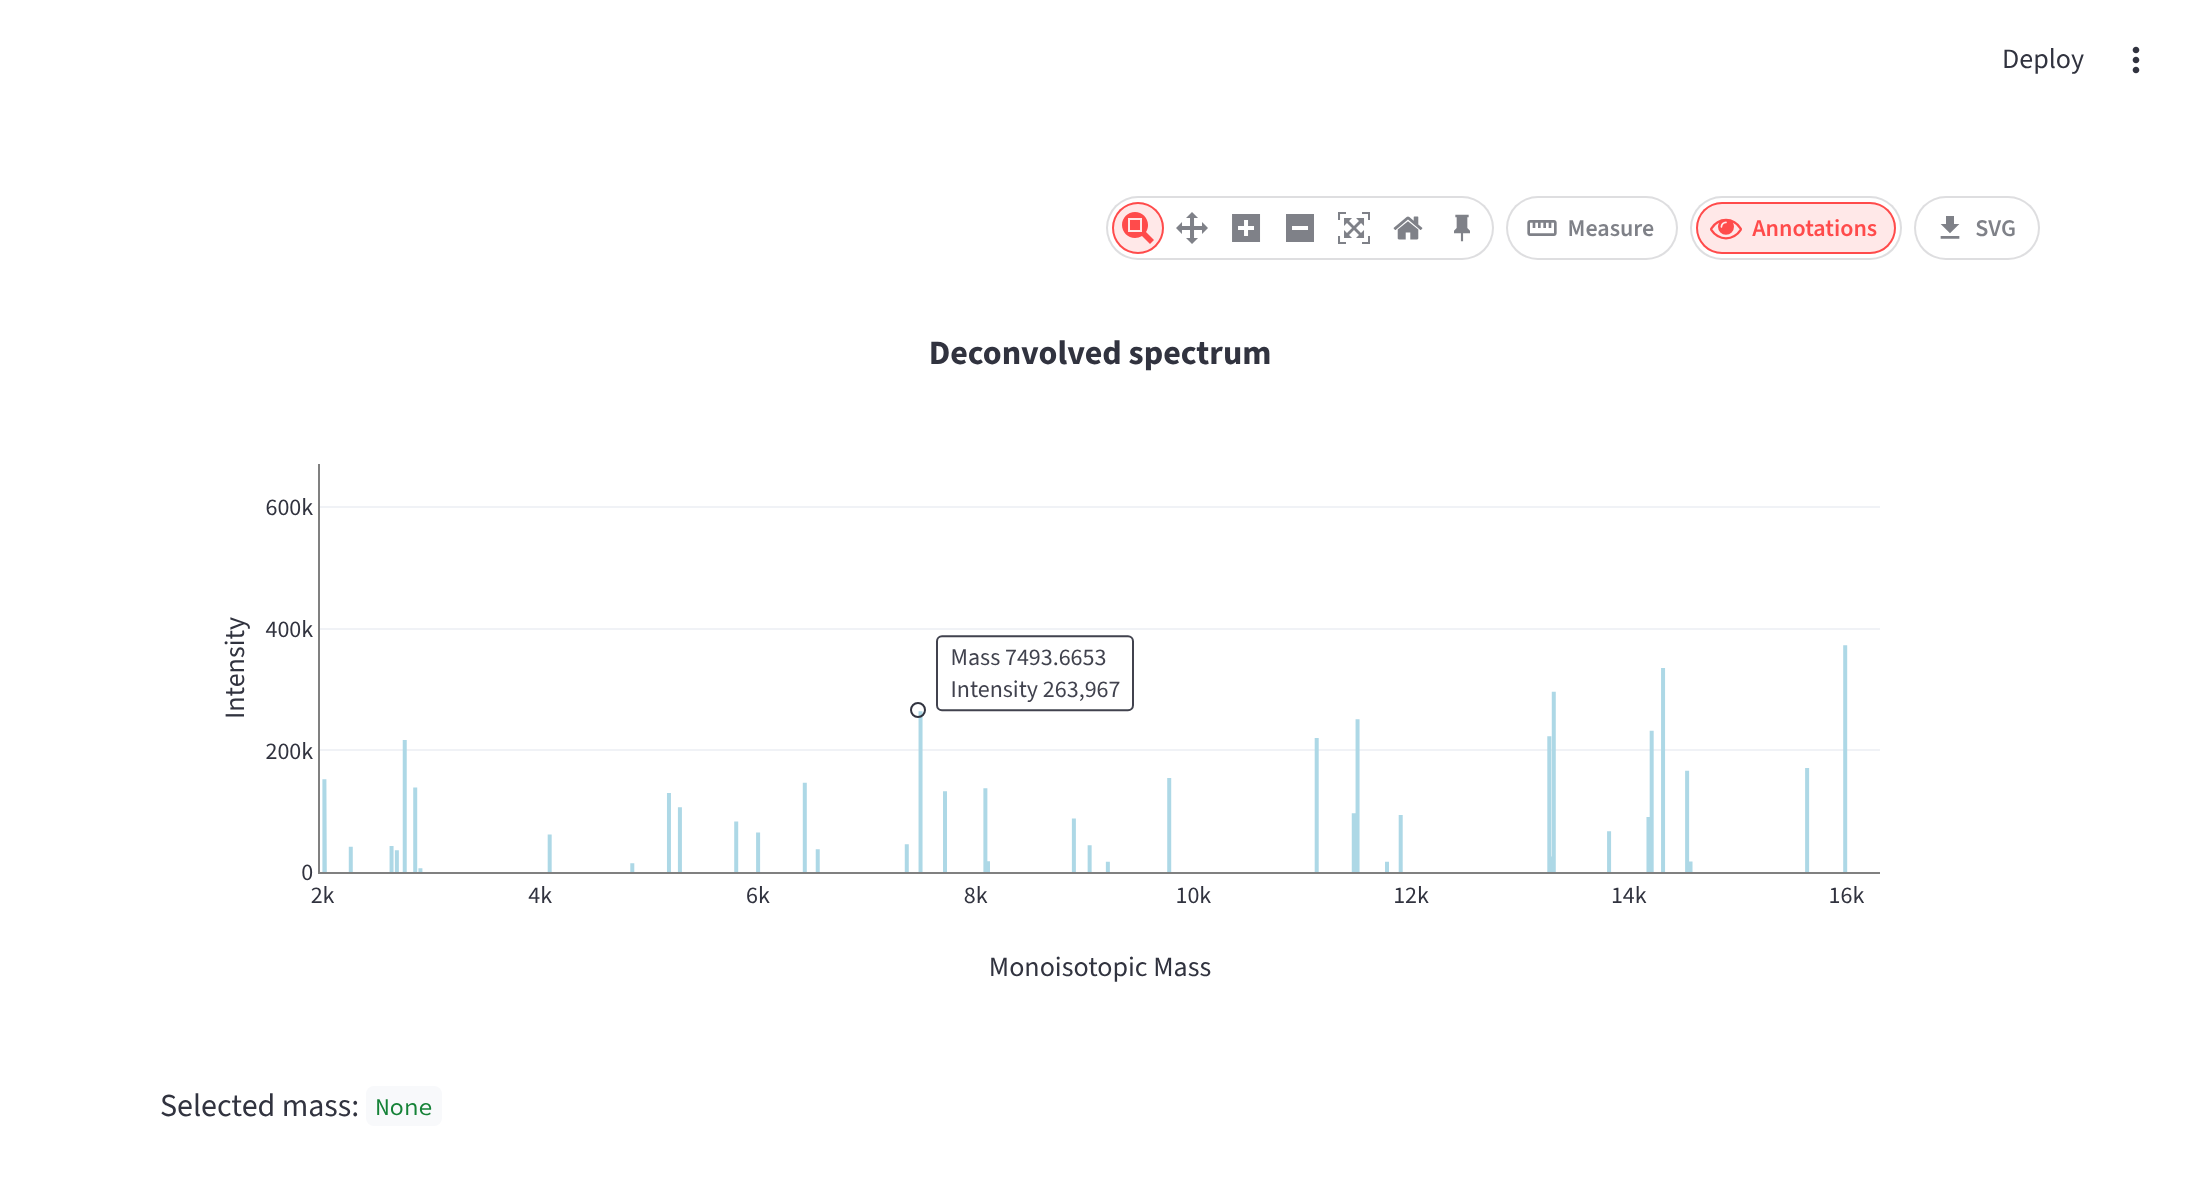 Deploy
Measure
Annotations
SVG
Deconvolved spectrum
600k
400k
200k
0
Intensity
Mass 7493.6653
Intensity 263,967
2k 4k 6k 8k 10k 12k 14k 16k
Monoisotopic Mass
Selected mass: None